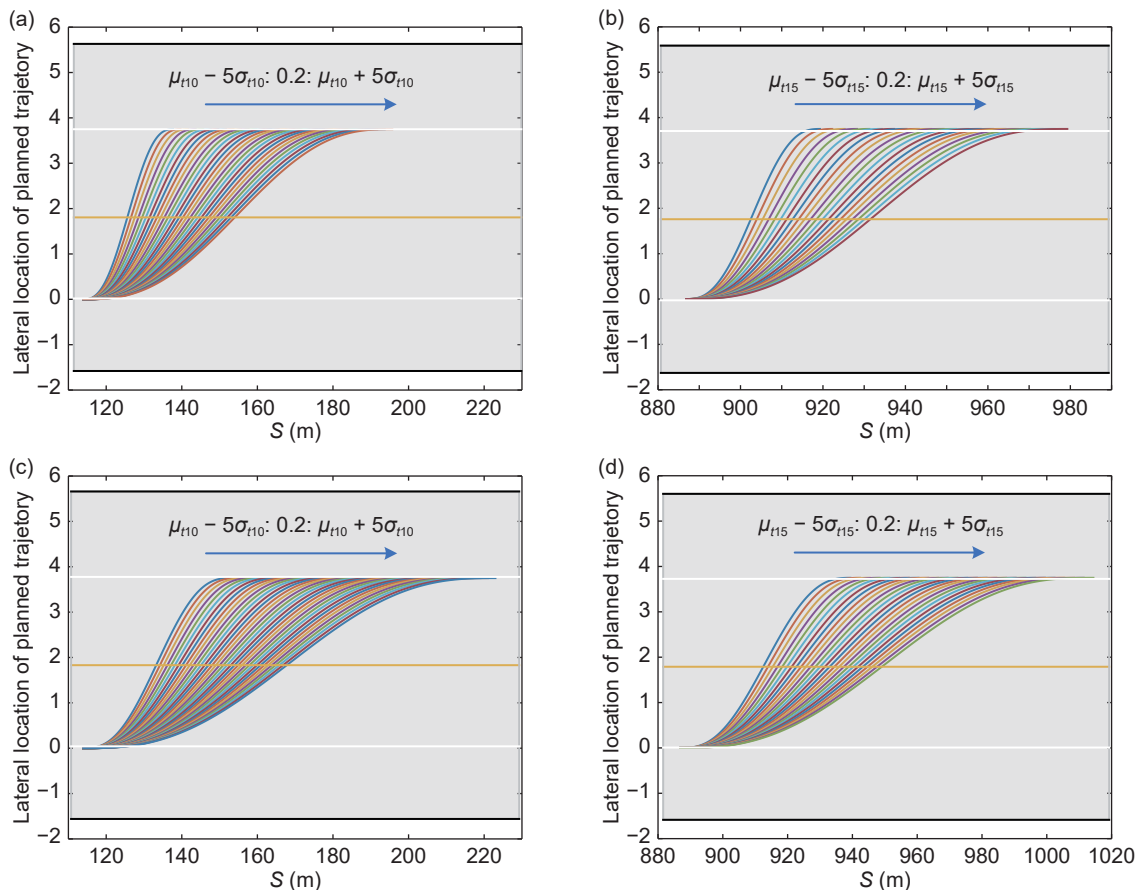 (a)
Lateral location of planned trajetory
6
5
4
3
2
1
0
−1
−2
μt10 − 5σt10: 0.2: μt10 + 5σt10
120 140 160 180 200 220
S (m)
(b)
Lateral location of planned trajetory
6
5
4
3
2
1
0
−1
−2
μt15 − 5σt15: 0.2: μt15 + 5σt15
880 900 920 940 960 980
S (m)
(c)
Lateral location of planned trajetory
6
5
4
3
2
1
0
−1
−2
μt10 − 5σt10: 0.2: μt10 + 5σt10
120 140 160 180 200 220
S (m)
(d)
Lateral location of planned trajetory
6
5
4
3
2
1
0
−1
−2
μt15 − 5σt15: 0.2: μt15 + 5σt15
880 900 920 940 960 980 1000 1020
S (m)